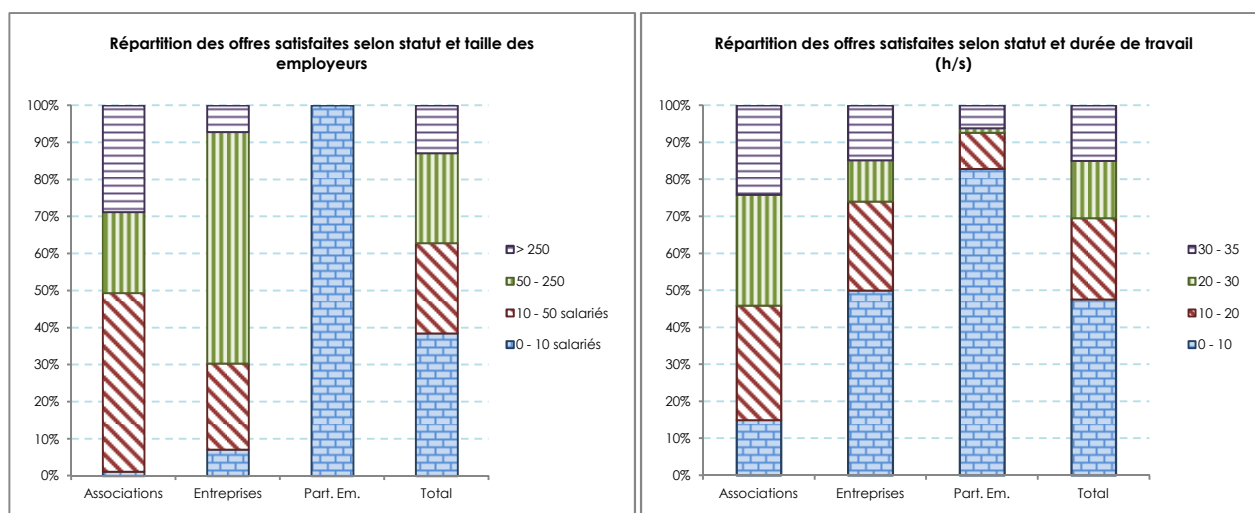 Répartition des offres satisfaites selon statut et taille des
employeurs
100%
90%
80%
70%
60%
50%
40%
30%
20%
10%
0%
Associations
Entreprises
Part. Em.
Total
> 250
50 - 250
10 - 50 salariés
0 - 10 salariés
Répartition des offres satisfaites selon statut et durée de travail
(h/s)
100%
90%
80%
70%
60%
50%
40%
30%
20%
10%
0%
Associations
Entreprises
Part. Em.
Total
30 - 35
20 - 30
10 - 20
0 - 10